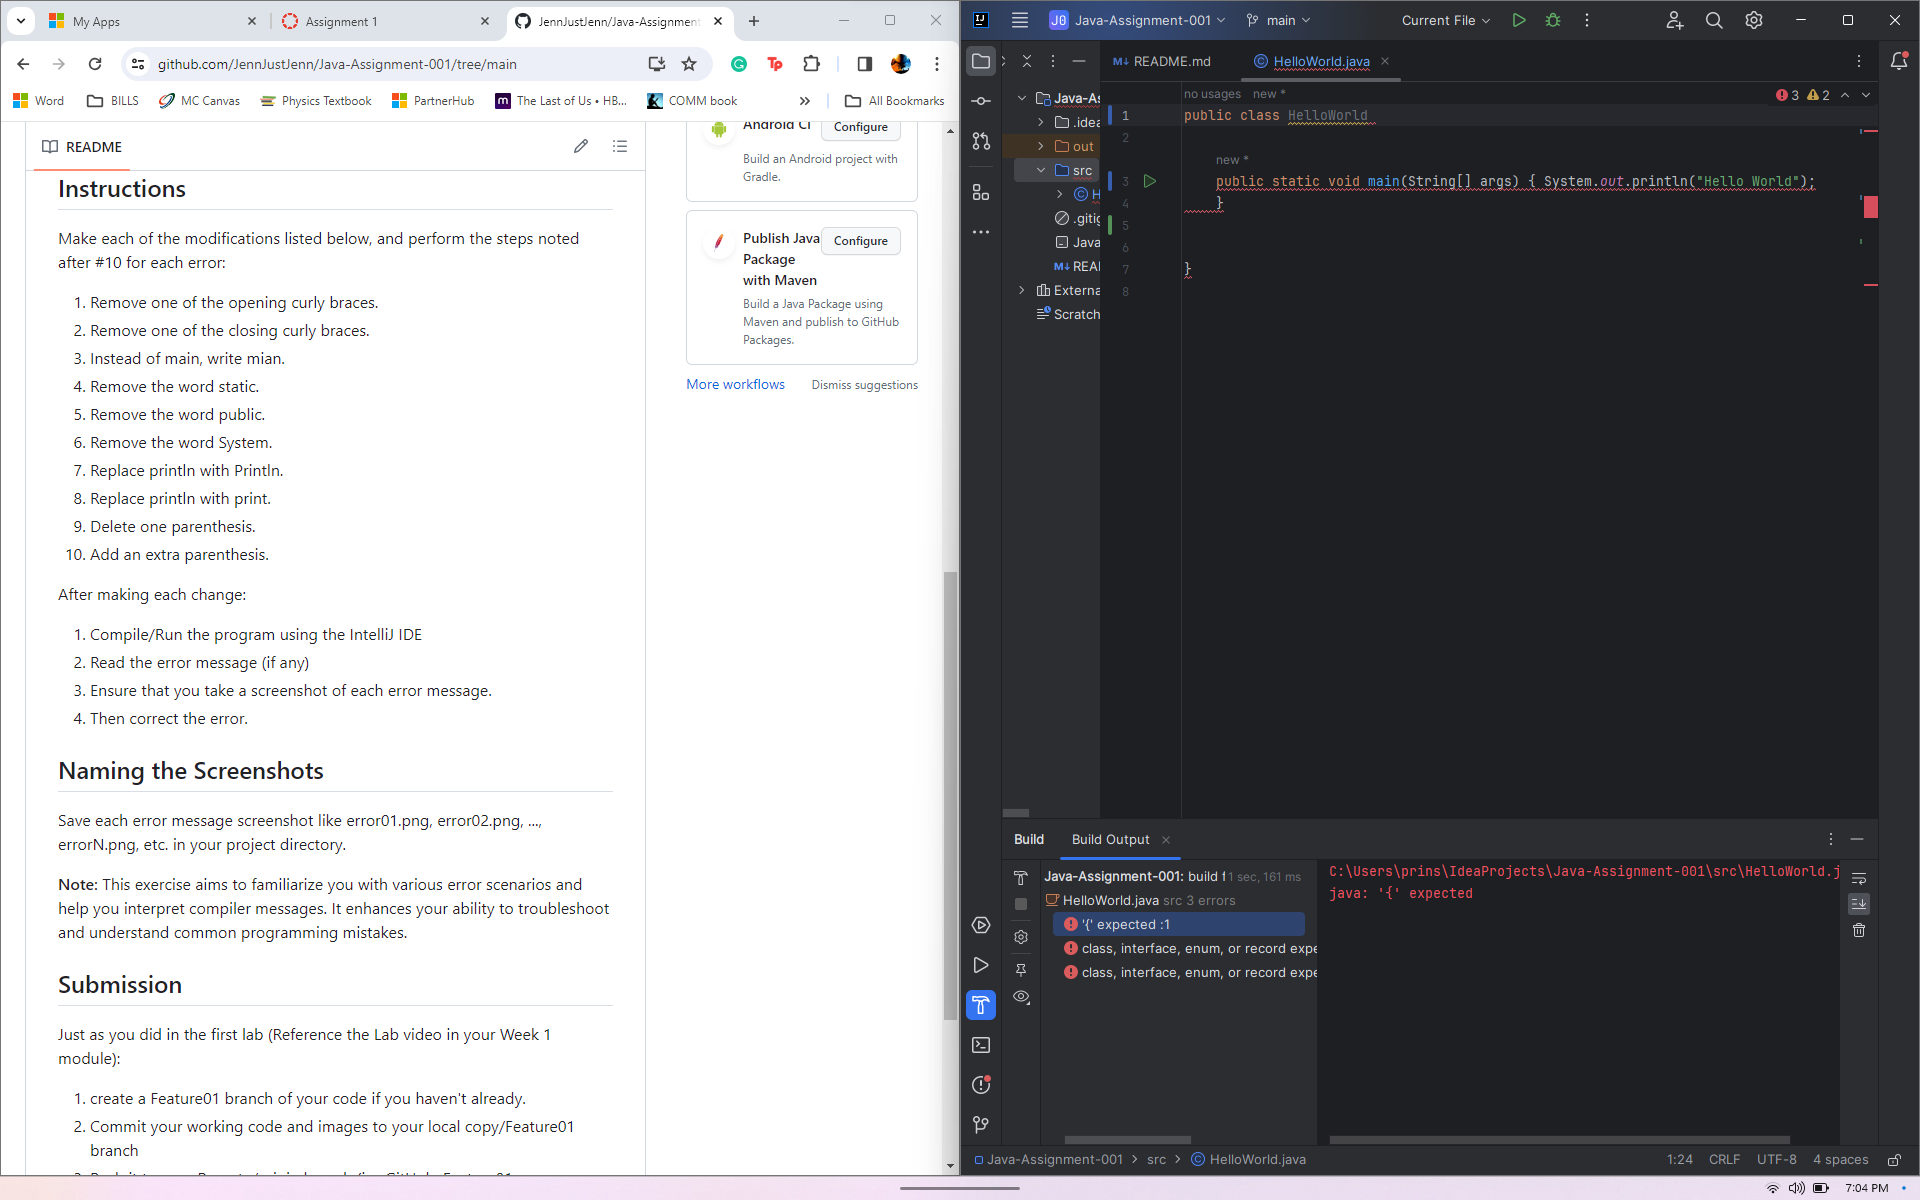 My Apps
Assignment 1
JennJustJenn/Java-Assignment
github.com/JennJustJenn/Java-Assignment-001/tree/main
Word
BILLS
MC Canvas
Physics Textbook
PartnerHub
The Last of Us • HB...
COMM book
All Bookmarks
README
Instructions
Make each of the modifications listed below, and perform the steps noted
after #10 for each error:
1. Remove one of the opening curly braces.
2. Remove one of the closing curly braces.
3. Instead of main, write mian.
4. Remove the word static.
5. Remove the word public.
6. Remove the word System.
7. Replace println with Println.
8. Replace println with print.
9. Delete one parenthesis.
10. Add an extra parenthesis.
After making each change:
1. Compile/Run the program using the IntelliJ IDE
2. Read the error message (if any)
3. Ensure that you take a screenshot of each error message.
4. Then correct the error.
Naming the Screenshots
Save each error message screenshot like error01.png, error02.png, ...,
errorN.png, etc. in your project directory.
Note: This exercise aims to familiarize you with various error scenarios and
help you interpret compiler messages. It enhances your ability to troubleshoot
and understand common programming mistakes.
Submission
Just as you did in the first lab (Reference the Lab video in your Week 1
module):
1. create a Feature01 branch of your code if you haven't already.
2. Commit your working code and images to your local copy/Feature01
branch
Android CI
Configure
Build an Android project with
Gradle.
Publish Java
Package
with Maven
Configure
Build a Java Package using
Maven and publish to GitHub
Packages.
More workflows
Dismiss suggestions
IJ
J0
Java-Assignment-001
main
Current File
README.md
HelloWorld.java
Java-As
.idea
out
src
H
.gitig
Java
REA
Externa
Scratch
no usages new *
3
2
1 public class HelloWorld
2
new *
3 public static void main(String[] args) { System.out.println("Hello World");
4 }
5
6
7 }
8
Build
Build Output
Java-Assignment-001: build f 1 sec, 161 ms
HelloWorld.java src 3 errors
'{' expected :1
class, interface, enum, or record expe
class, interface, enum, or record expe
C:\Users\prins\IdeaProjects\Java-Assignment-001\src\HelloWorld.j
java: '{' expected
Java-Assignment-001 > src > HelloWorld.java
1:24
CRLF
UTF-8
4 spaces
7:04 PM